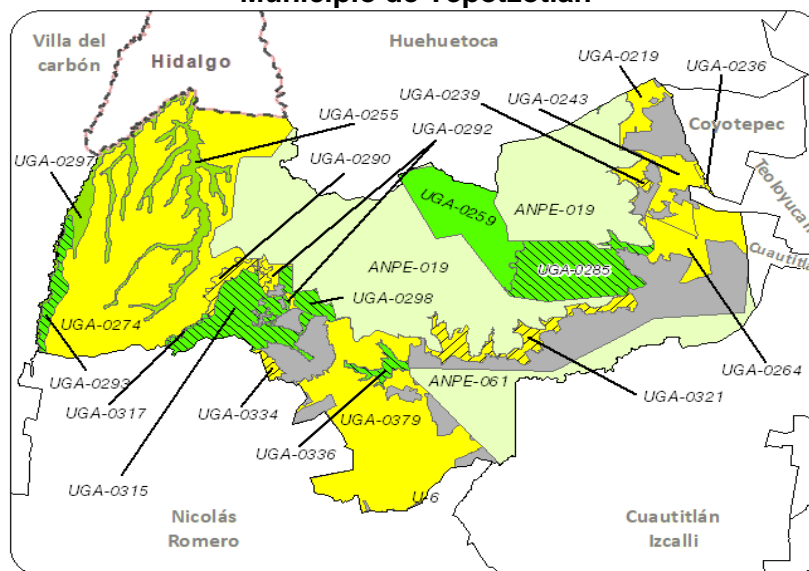 Municipio de Tepotzotlán
Villa del
carbón
Hidalgo
Huehuetoca
UGA-0219
UGA-0236
UGA-0239
UGA-0243
Coyotepec
UGA-0255
UGA-0292
UGA-0297
UGA-0290
Teoloyucan
UGA-0259
ANPE-019
Cuautitlá
ANPE-019
UGA-0285
UGA-0298
UGA-0274
UGA-0293
ANPE-061
UGA-0264
UGA-0317
UGA-0334
UGA-0321
UGA-0379
UGA-0336
UGA-0315
U-6
Nicolás
Romero
Cuautitlán
Izcalli